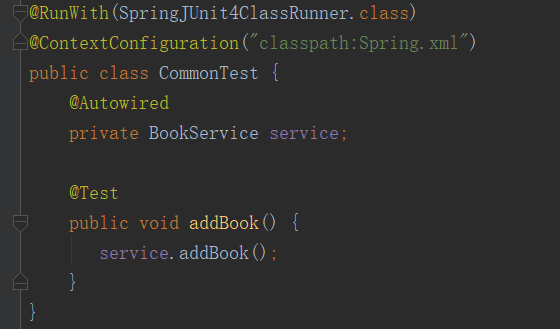 @RunWith(SpringJUnit4ClassRunner.class)
@ContextConfiguration("classpath:Spring.xml")
public class CommonTest {
@Autowired
private BookService service;
@Test
public void addBook() {
service.addBook();
}
}